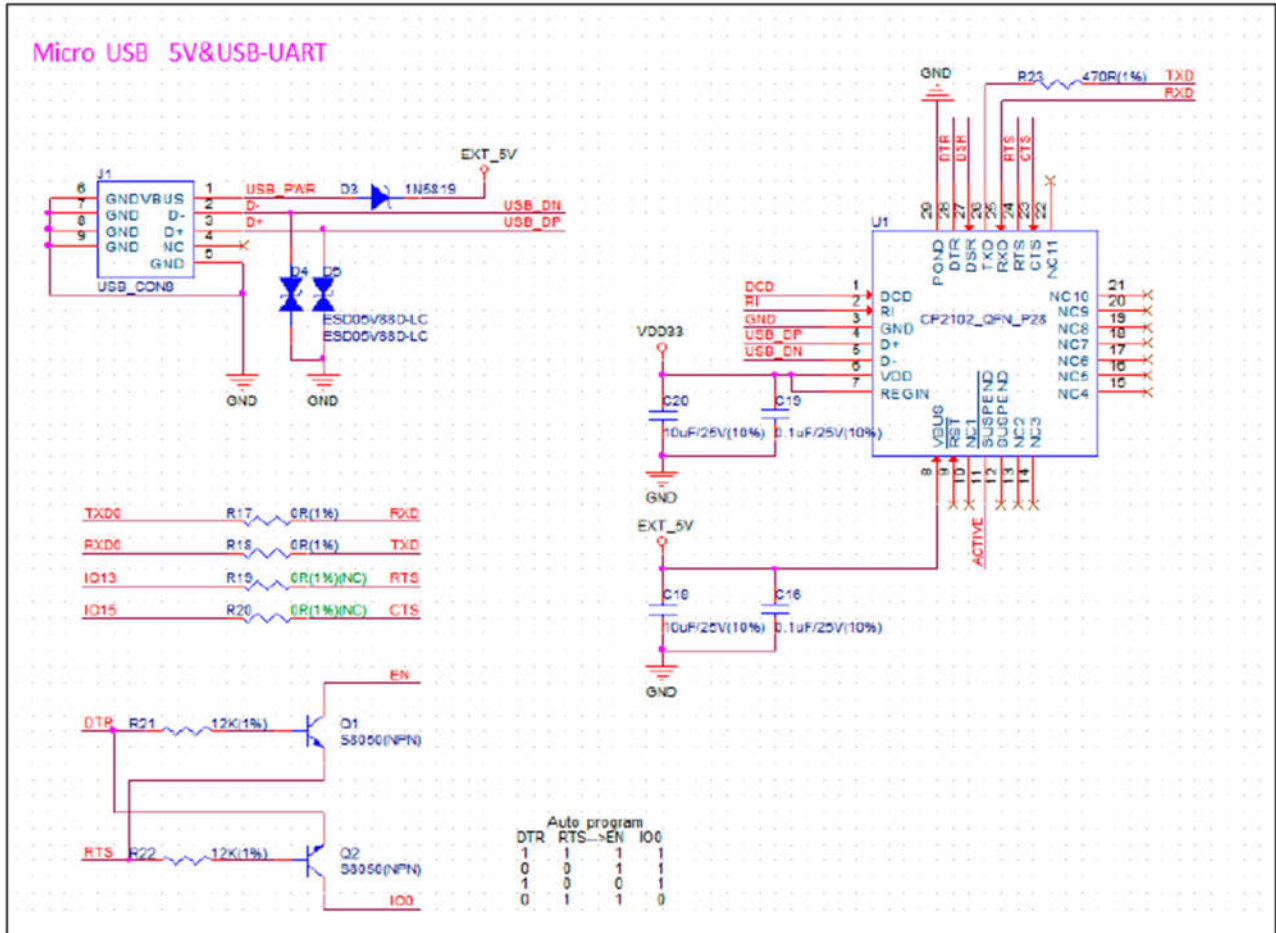 Micro USB 5V&USB-UART
EXT_5V
J1
6 GND VBUS 1 USB_PWR D3 1N5819
7 GND D- 2 D- USB_DN
8 GND D+ 3 D+ USB_DP
9 GND NC 4
GND 5
USB_CON8
D4 D5
ESD05V88D-LC
ESD05V88D-LC
GND GND
TXD0 R17 0R(1%) RXD
RXD0 R18 0R(1%) TXD
IO13 R19 0R(1%)(NC) RTS
IO15 R20 0R(1%)(NC) CTS
EN
DTR R21 12K(1%) Q1
S8050(NPN)
RTS R22 12K(1%) Q2
S8050(NPN)
IO0
Auto program
DTR RTS-->EN IO0
1 1 1 1
0 0 1 1
1 0 0 1
0 1 1 0
GND R23 470R(1%) TXD
RXD
DTR DSR RTS CTS
29 28 27 26 25 24 23 22
U1
PGND DTR DSR TXD RXD RTS CTS NC11
DCD 1 DCD NC10 21
RI 2 RI NC9 20
GND 3 GND NC8 19
USB_DP 4 D+ NC7 18
USB_DN 5 D- NC6 17
6 VDD NC5 16
7 REGIN NC4 15
CP2102_QFN_P28
VBUS RST NC1 SUSPEND SUSPEND NC2 NC3
8 9 10 11 12 13 14
ACTIVE
VDD33
C20 C19
10uF/25V(10%) 0.1uF/25V(10%)
GND
EXT_5V
C18 C16
10uF/25V(10%) 0.1uF/25V(10%)
GND